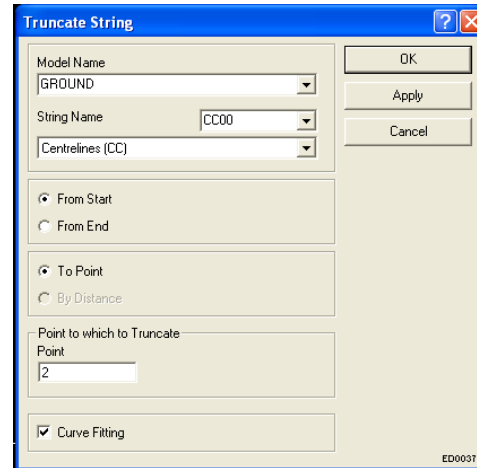 Truncate String
Model Name
GROUND
String Name
CC00
Centrelines (CC)
From Start
From End
To Point
By Distance
Point to which to Truncate
Point
2
Curve Fitting
OK
Apply
Cancel
ED0037